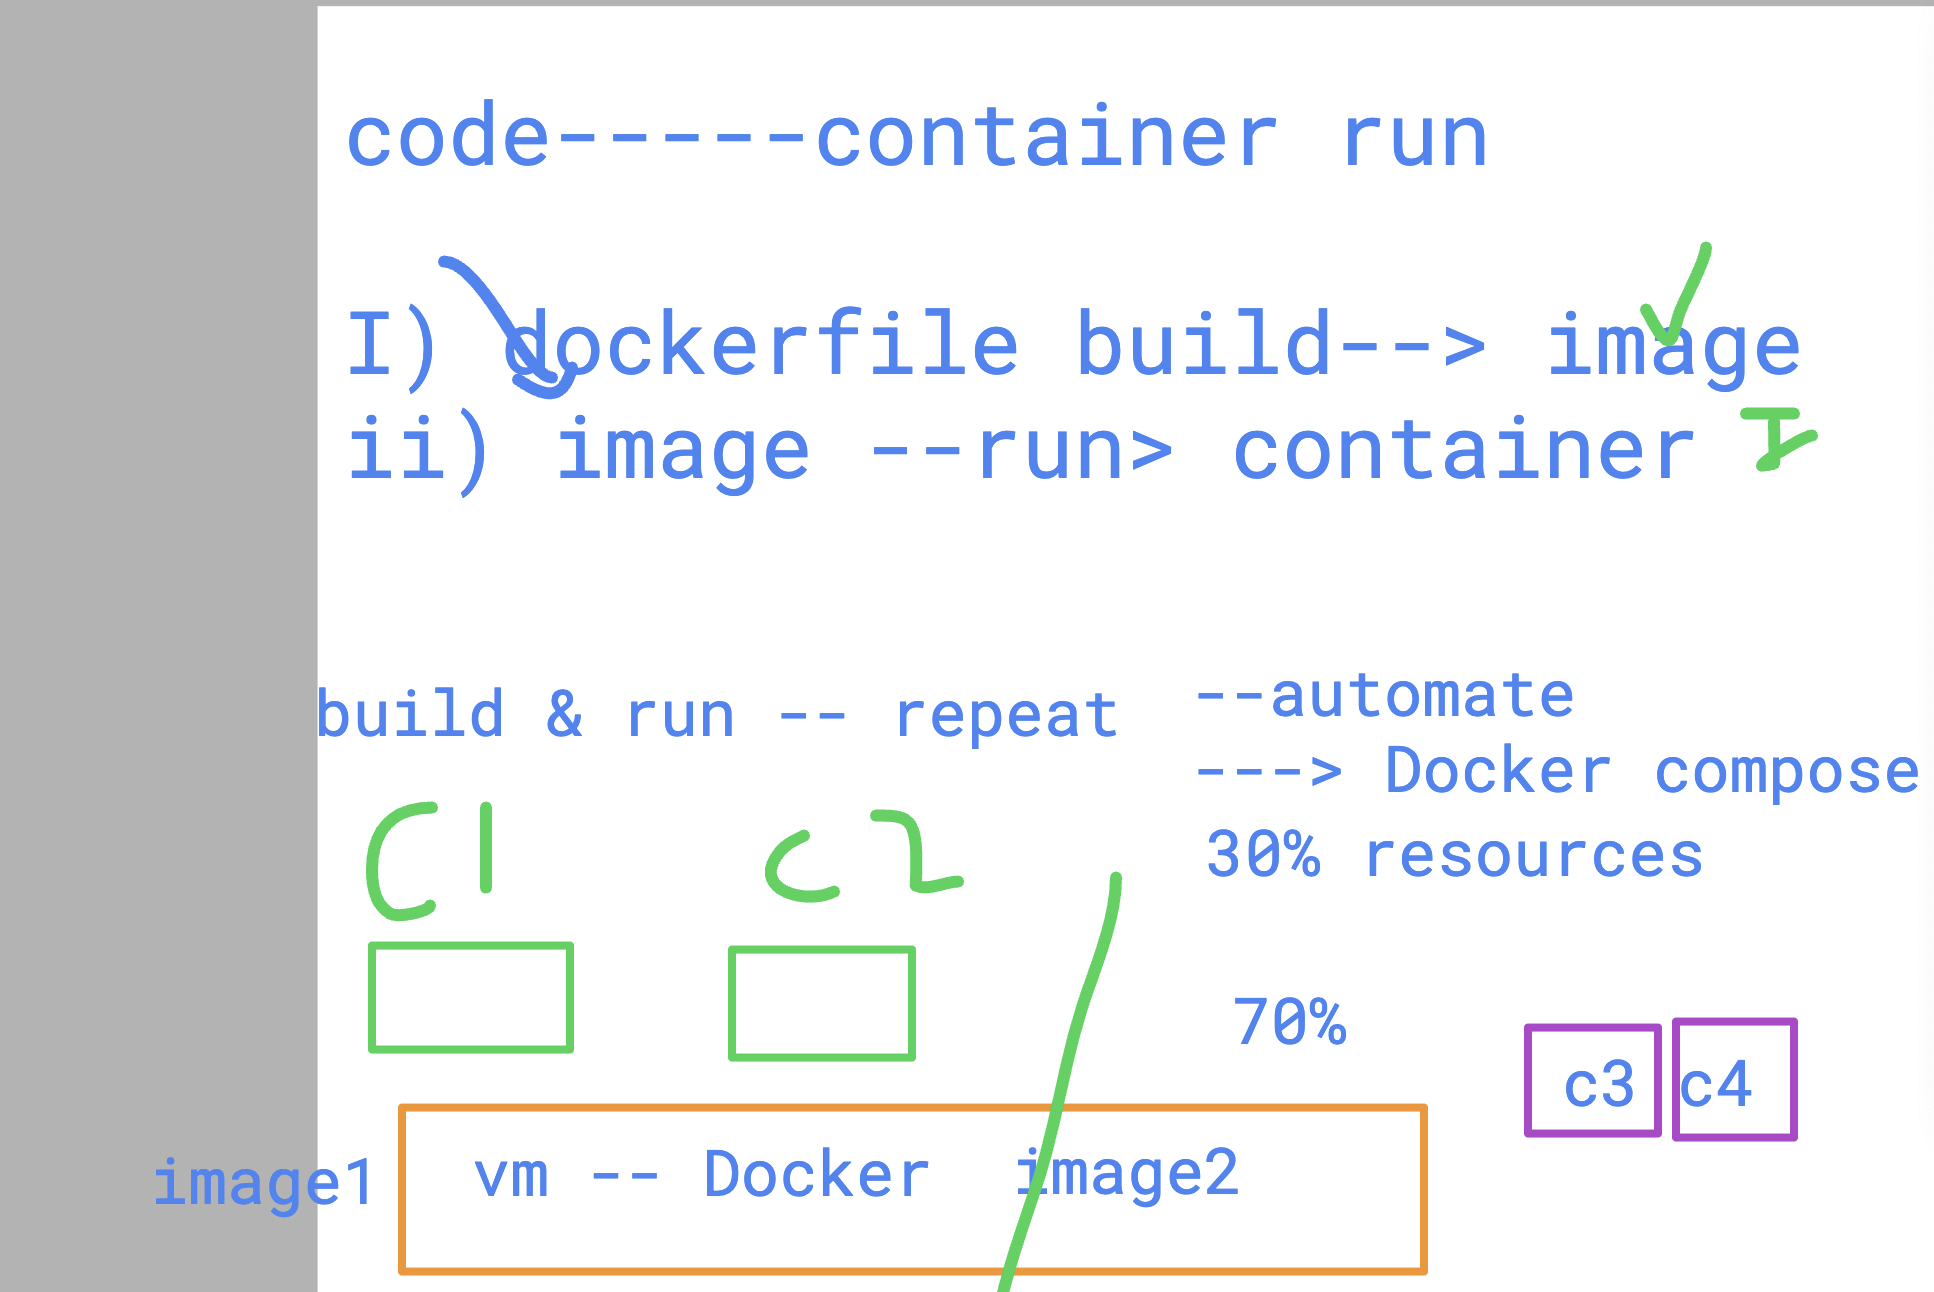 code-----container run
I) dockerfile build--> image
ii) image --run> container I
build & run -- repeat
--automate
---> Docker compose
30% resources
C1
C2
70%
c3
c4
image1
vm -- Docker
image2